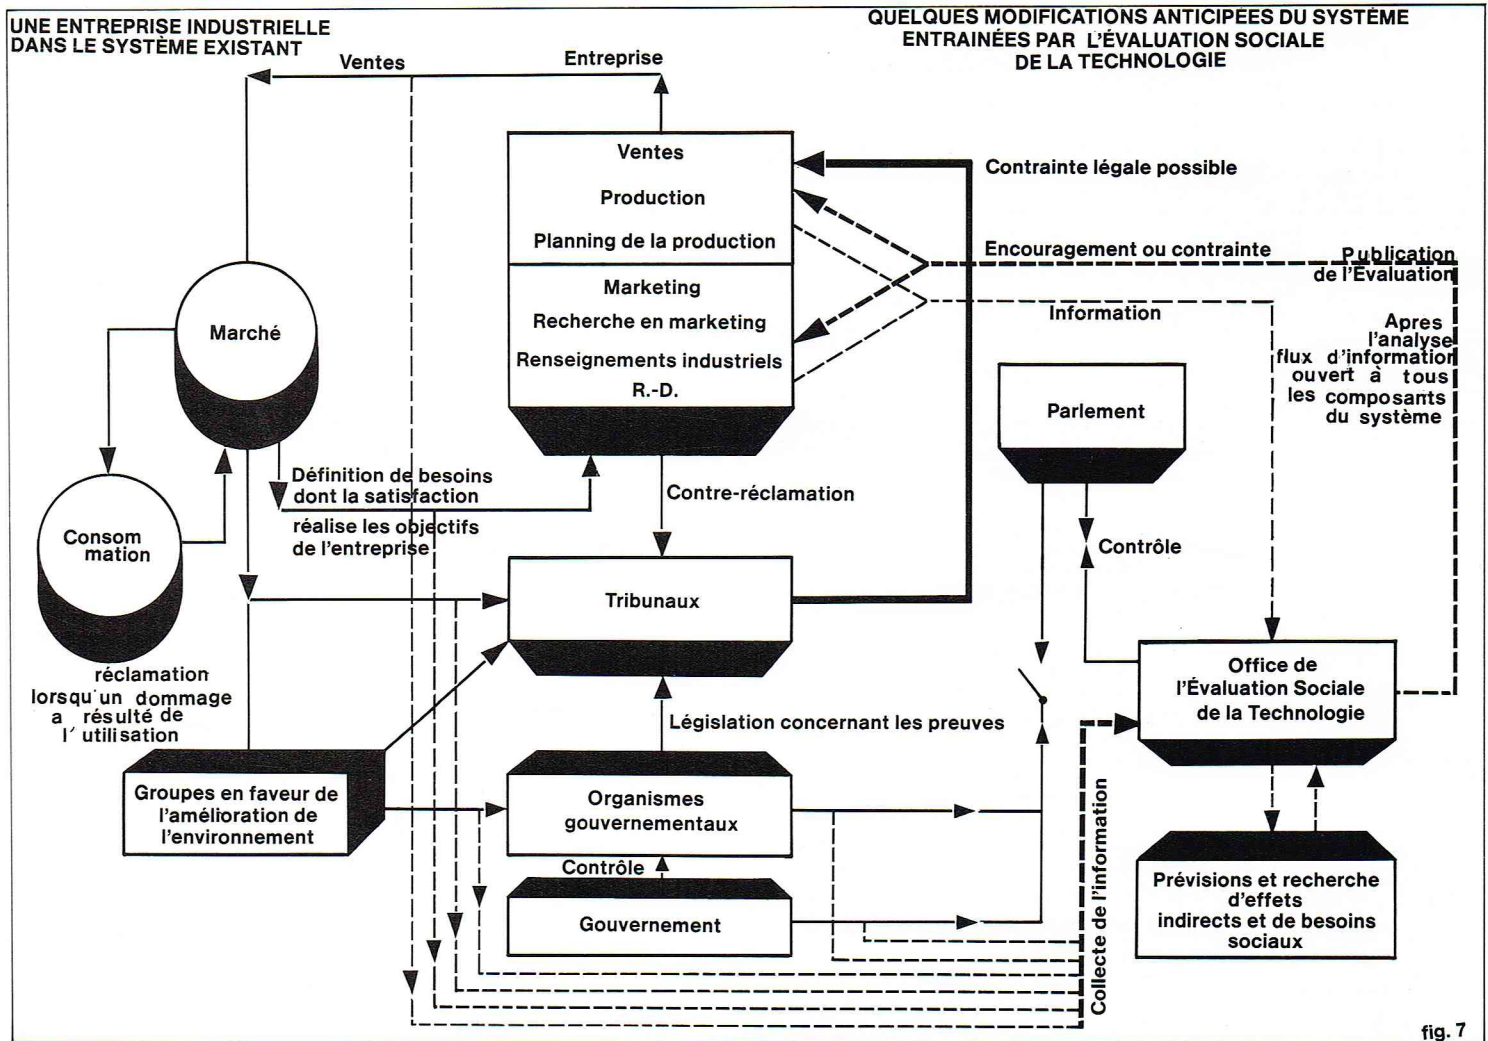 UNE ENTREPRISE INDUSTRIELLE
DANS LE SYSTÈME EXISTANT
QUELQUES MODIFICATIONS ANTICIPÉES DU SYSTÈME
ENTRAINÉES PAR L'ÉVALUATION SOCIALE
DE LA TECHNOLOGIE
Ventes
Entreprise
Ventes
Production
Planning de la production
Marketing
Recherche en marketing
Renseignements industriels
R.-D.
Contrainte légale possible
Encouragement ou contrainte
Publication
de l'Évaluation
Information
Apres
l'analyse
flux d'information
ouvert à tous
les composants
du système
Marché
Parlement
Définition de besoins
dont la satisfaction
réalise les objectifs
de l'entreprise
Contre-réclamation
Consom
mation
Contrôle
Tribunaux
réclamation
lorsqu'un dommage
a résulté de
l'utilisation
Office de
l'Évaluation Sociale
de la Technologie
Législation concernant les preuves
Groupes en faveur de
l'amélioration de
l'environnement
Organismes
gouvernementaux
Contrôle
Gouvernement
Collecte de l'information
Prévisions et recherche
d'effets
indirects et de besoins
sociaux
fig. 7